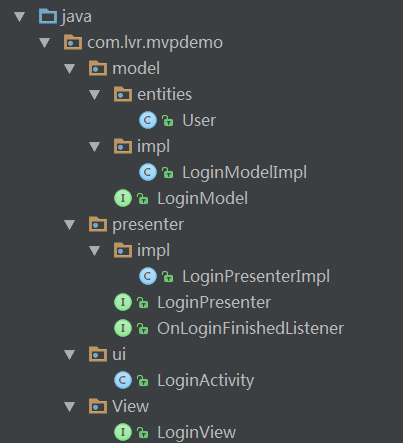 java
com.lvr.mvpdemo
model
entities
C User
impl
C LoginModelImpl
I LoginModel
presenter
impl
C LoginPresenterImpl
I LoginPresenter
I OnLoginFinishedListener
ui
C LoginActivity
View
I LoginView